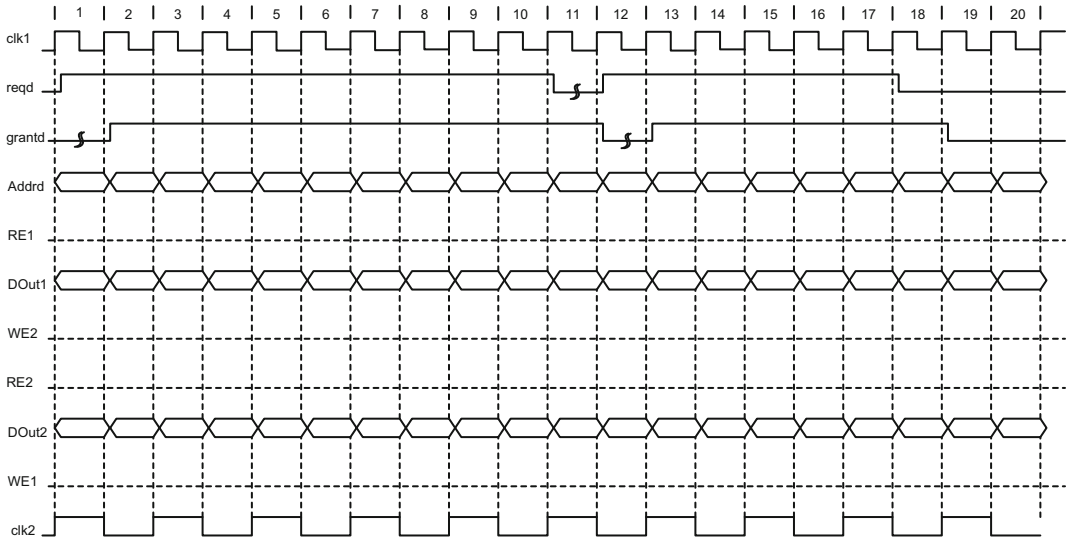 1 2 3 4 5 6 7 8 9 10 11 12 13 14 15 16 17 18 19 20
clk1
reqd
grantd
Addrd
RE1
DOut1
WE2
RE2
DOut2
WE1
clk2